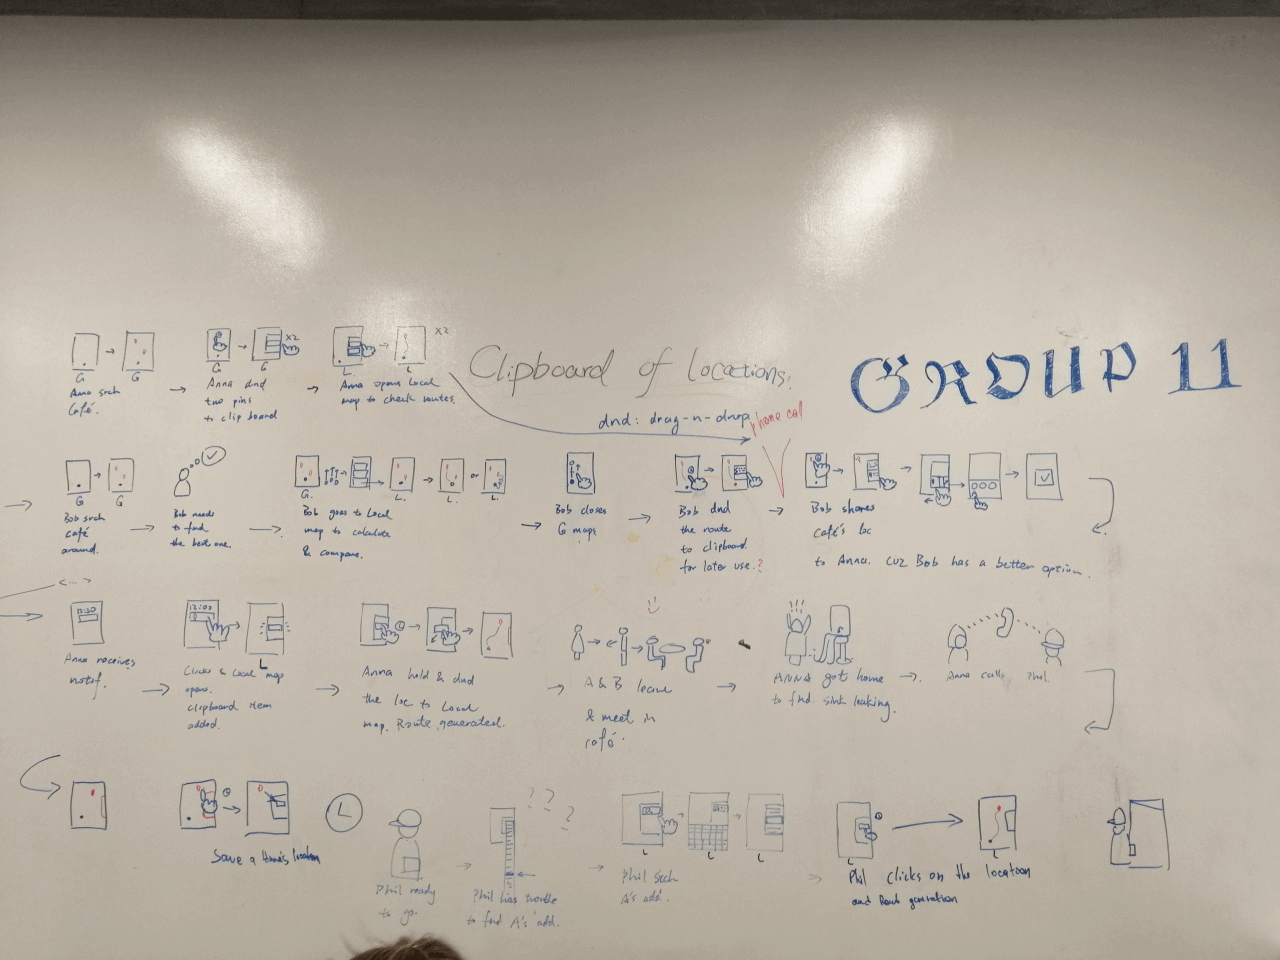 Clipboard of locations.
GROUP 11
dnd: drag-n-drop
phone call
G
G
Anna srch
Café.
X2
G
G
Anna dnd
two pins
to clip board
X2
L
L
Anna opens Local
map to check routes.
G
G
Bob srch
café
around.
Bob needs
to find
the best one.
or
G.
L.
L.
L.
Bob goes to Local
map to calculate
& compare.
Bob closes
G maps
Bob dnd
the route
to clipboard
for later use.?
Bob shares
café's loc
to Anna. cuz Bob has a better option.
<...>
12:30
Anna receives
notif.
12:00
L
Clicks & Local map
opens.
Clipboard item
added.
Anna hold & dnd
the loc to Local
map. Route generated.
A & B leave
& meet in
café.
ANNA got home
to find sink leaking.
Anna calls Phil.
Save a Anna's location
Phil ready
to go.
? ? ?
Phil has trouble
to find A's add.
L
L
L
Phil srch
A's add.
L
L
Phil clicks on the location
and